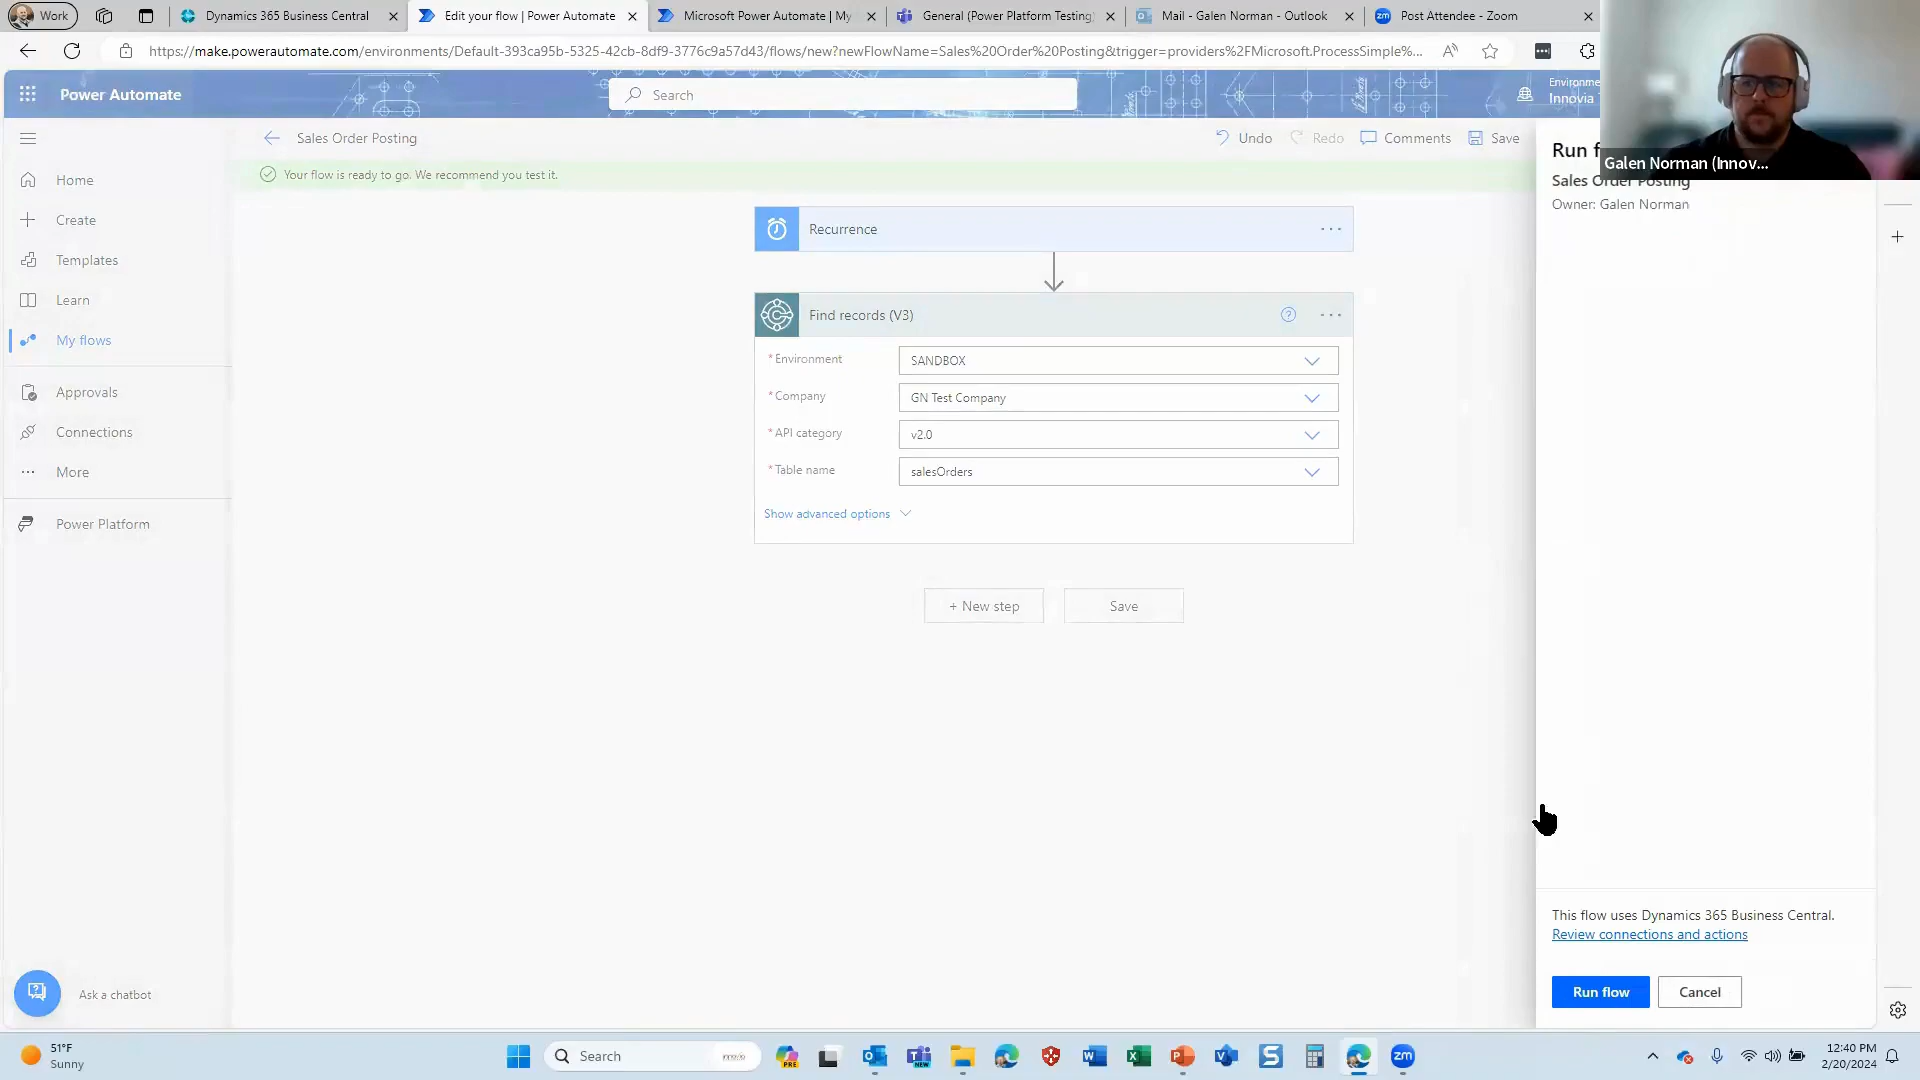 Work
Dynamics 365 Business Central
Edit your flow | Power Automate
Microsoft Power Automate | My
General (Power Platform Testing)
Mail - Galen Norman - Outlook
Post Attendee - Zoom
https://make.powerautomate.com/environments/Default-393ca95b-5325-42cb-8df9-3776c9a57d43/flows/new?newFlowName=Sales%20Order%20Posting&trigger=providers%2FMicrosoft.ProcessSimple%...
Power Automate
Search
Environme
Innovia
Sales Order Posting
Undo
Redo
Comments
Save
Run f
Galen Norman (Innov...
Your flow is ready to go. We recommend you test it.
Sales Order Posting
Owner: Galen Norman
Home
Create
Templates
Learn
My flows
Approvals
Connections
More
Power Platform
Recurrence
Find records (V3)
*Environment
SANDBOX
*Company
GN Test Company
*API category
v2.0
*Table name
salesOrders
Show advanced options
+ New step
Save
This flow uses Dynamics 365 Business Central.
Review connections and actions
Run flow
Cancel
Ask a chatbot
51°F
Sunny
Search
PRE
NEW
zm
12:40 PM
2/20/2024